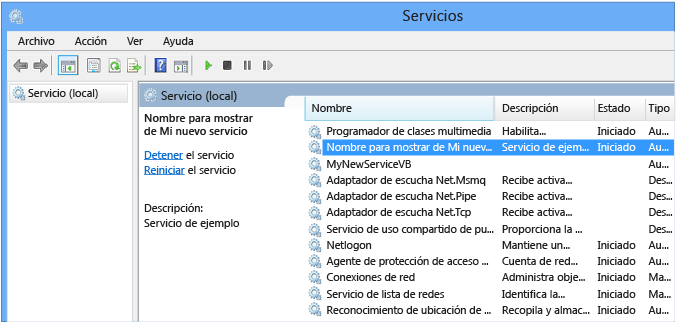 Servicios
Archivo Acción Ver Ayuda
Servicio (local)
Servicio (local)
Nombre para mostrar
de Mi nuevo servicio
Detener el servicio
Reiniciar el servicio
Descripción:
Servicio de ejemplo
Nombre Descripción Estado Tipo
Programador de clases multimedia Habilita... Iniciado Au...
Nombre para mostrar de Mi nuev... Servicio de ejem... Iniciado Au...
MyNewServiceVB Au...
Adaptador de escucha Net.Msmq Recibe activa... Des...
Adaptador de escucha Net.Pipe Recibe activa... Des...
Adaptador de escucha Net.Tcp Recibe activa... Des...
Servicio de uso compartido de pu... Proporciona la ... Des...
Netlogon Mantiene un... Iniciado Au...
Agente de protección de acceso ... Cuenta de red... Iniciado Au...
Conexiones de red Administra obje... Iniciado Ma...
Servicio de lista de redes Identifica la... Iniciado Ma...
Reconocimiento de ubicación de ... Recopila y almac... Iniciado Au...